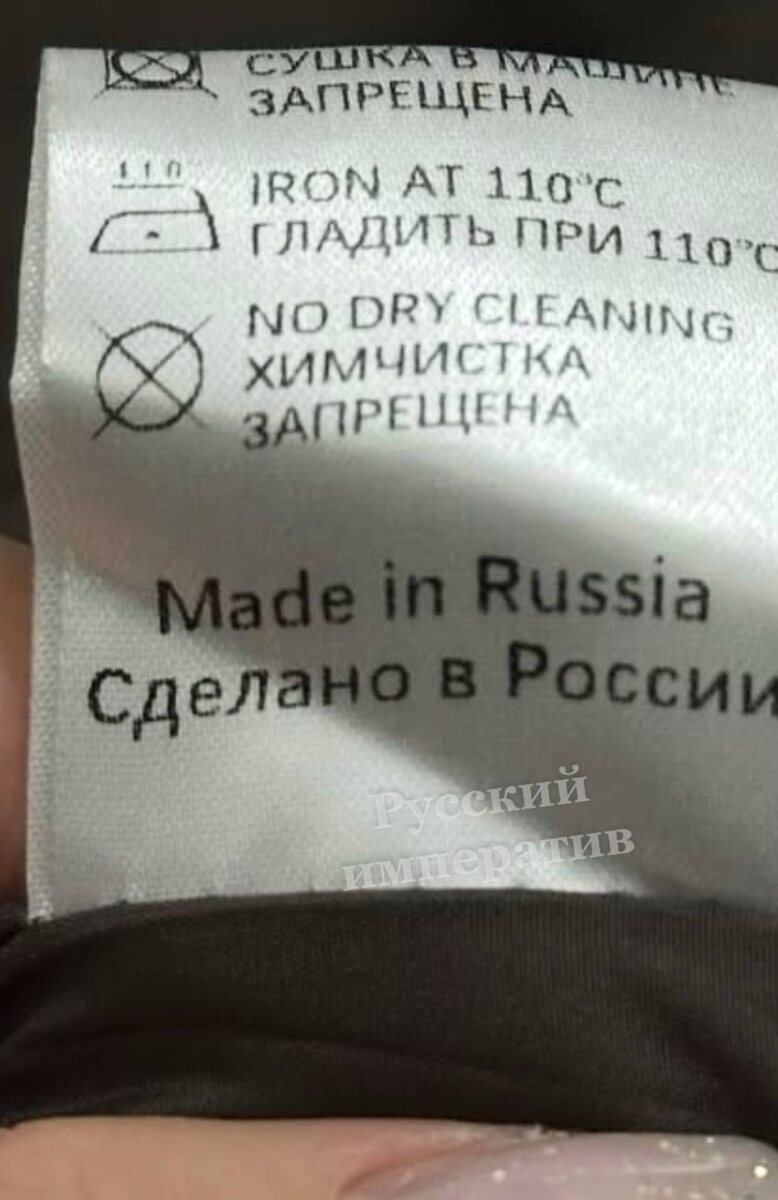 СУШКА В МАШИНЕ
ЗАПРЕЩЕНА
110
IRON AT 110°C
ГЛАДИТЬ ПРИ 110°C
NO DRY CLEANING
ХИМЧИСТКА
ЗАПРЕЩЕНА
Made in Russia
Сделано в России
Русский
императив